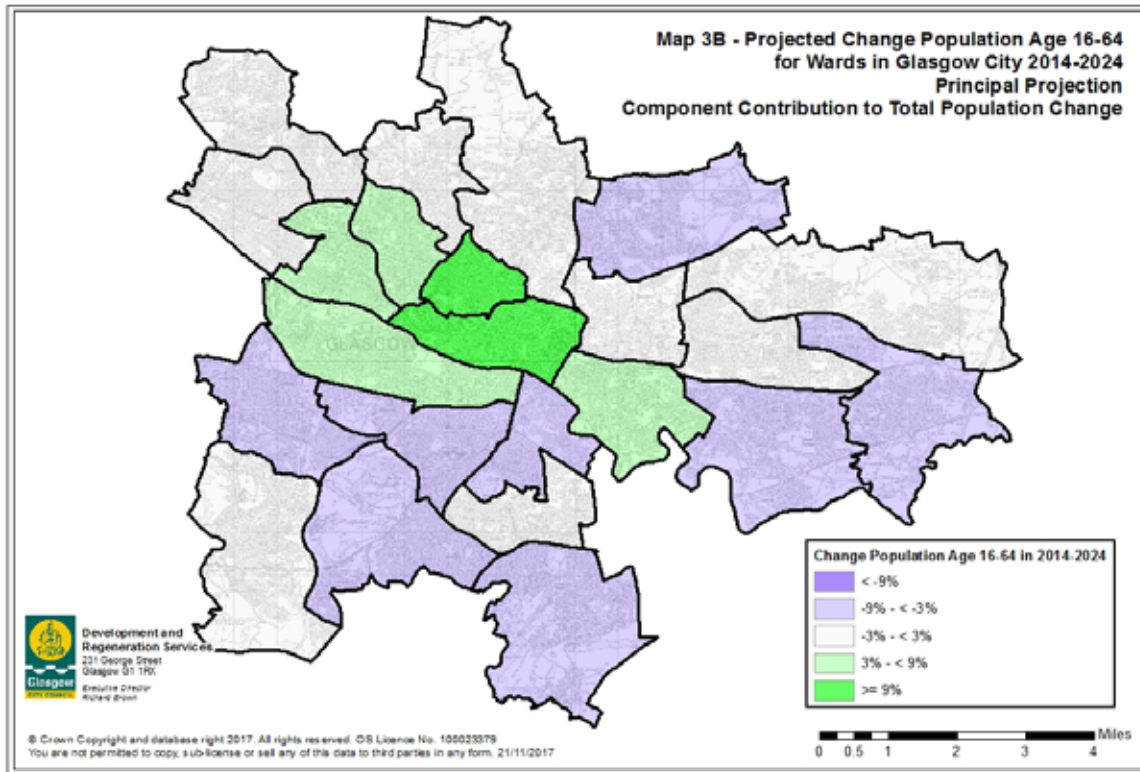 Map 3B - Projected Change Population Age 16-64
for Wards in Glasgow City 2014-2024
Principal Projection
Component Contribution to Total Population Change
GLASGOW
Change Population Age 16-64 in 2014-2024
< -9%
-9% - < -3%
-3% - < 3%
3% - < 9%
>= 9%
Development and
Regeneration Services
231 George Street
Glasgow G1 1RX
Executive Director
Richard Brown
Glasgow
CITY COUNCIL
© Crown Copyright and database right 2017. All rights reserved. OS Licence No. 100023379
You are not permitted to copy, sub-license or sell any of this data to third parties in any form. 21/11/2017
Miles
0 0.5 1 2 3 4